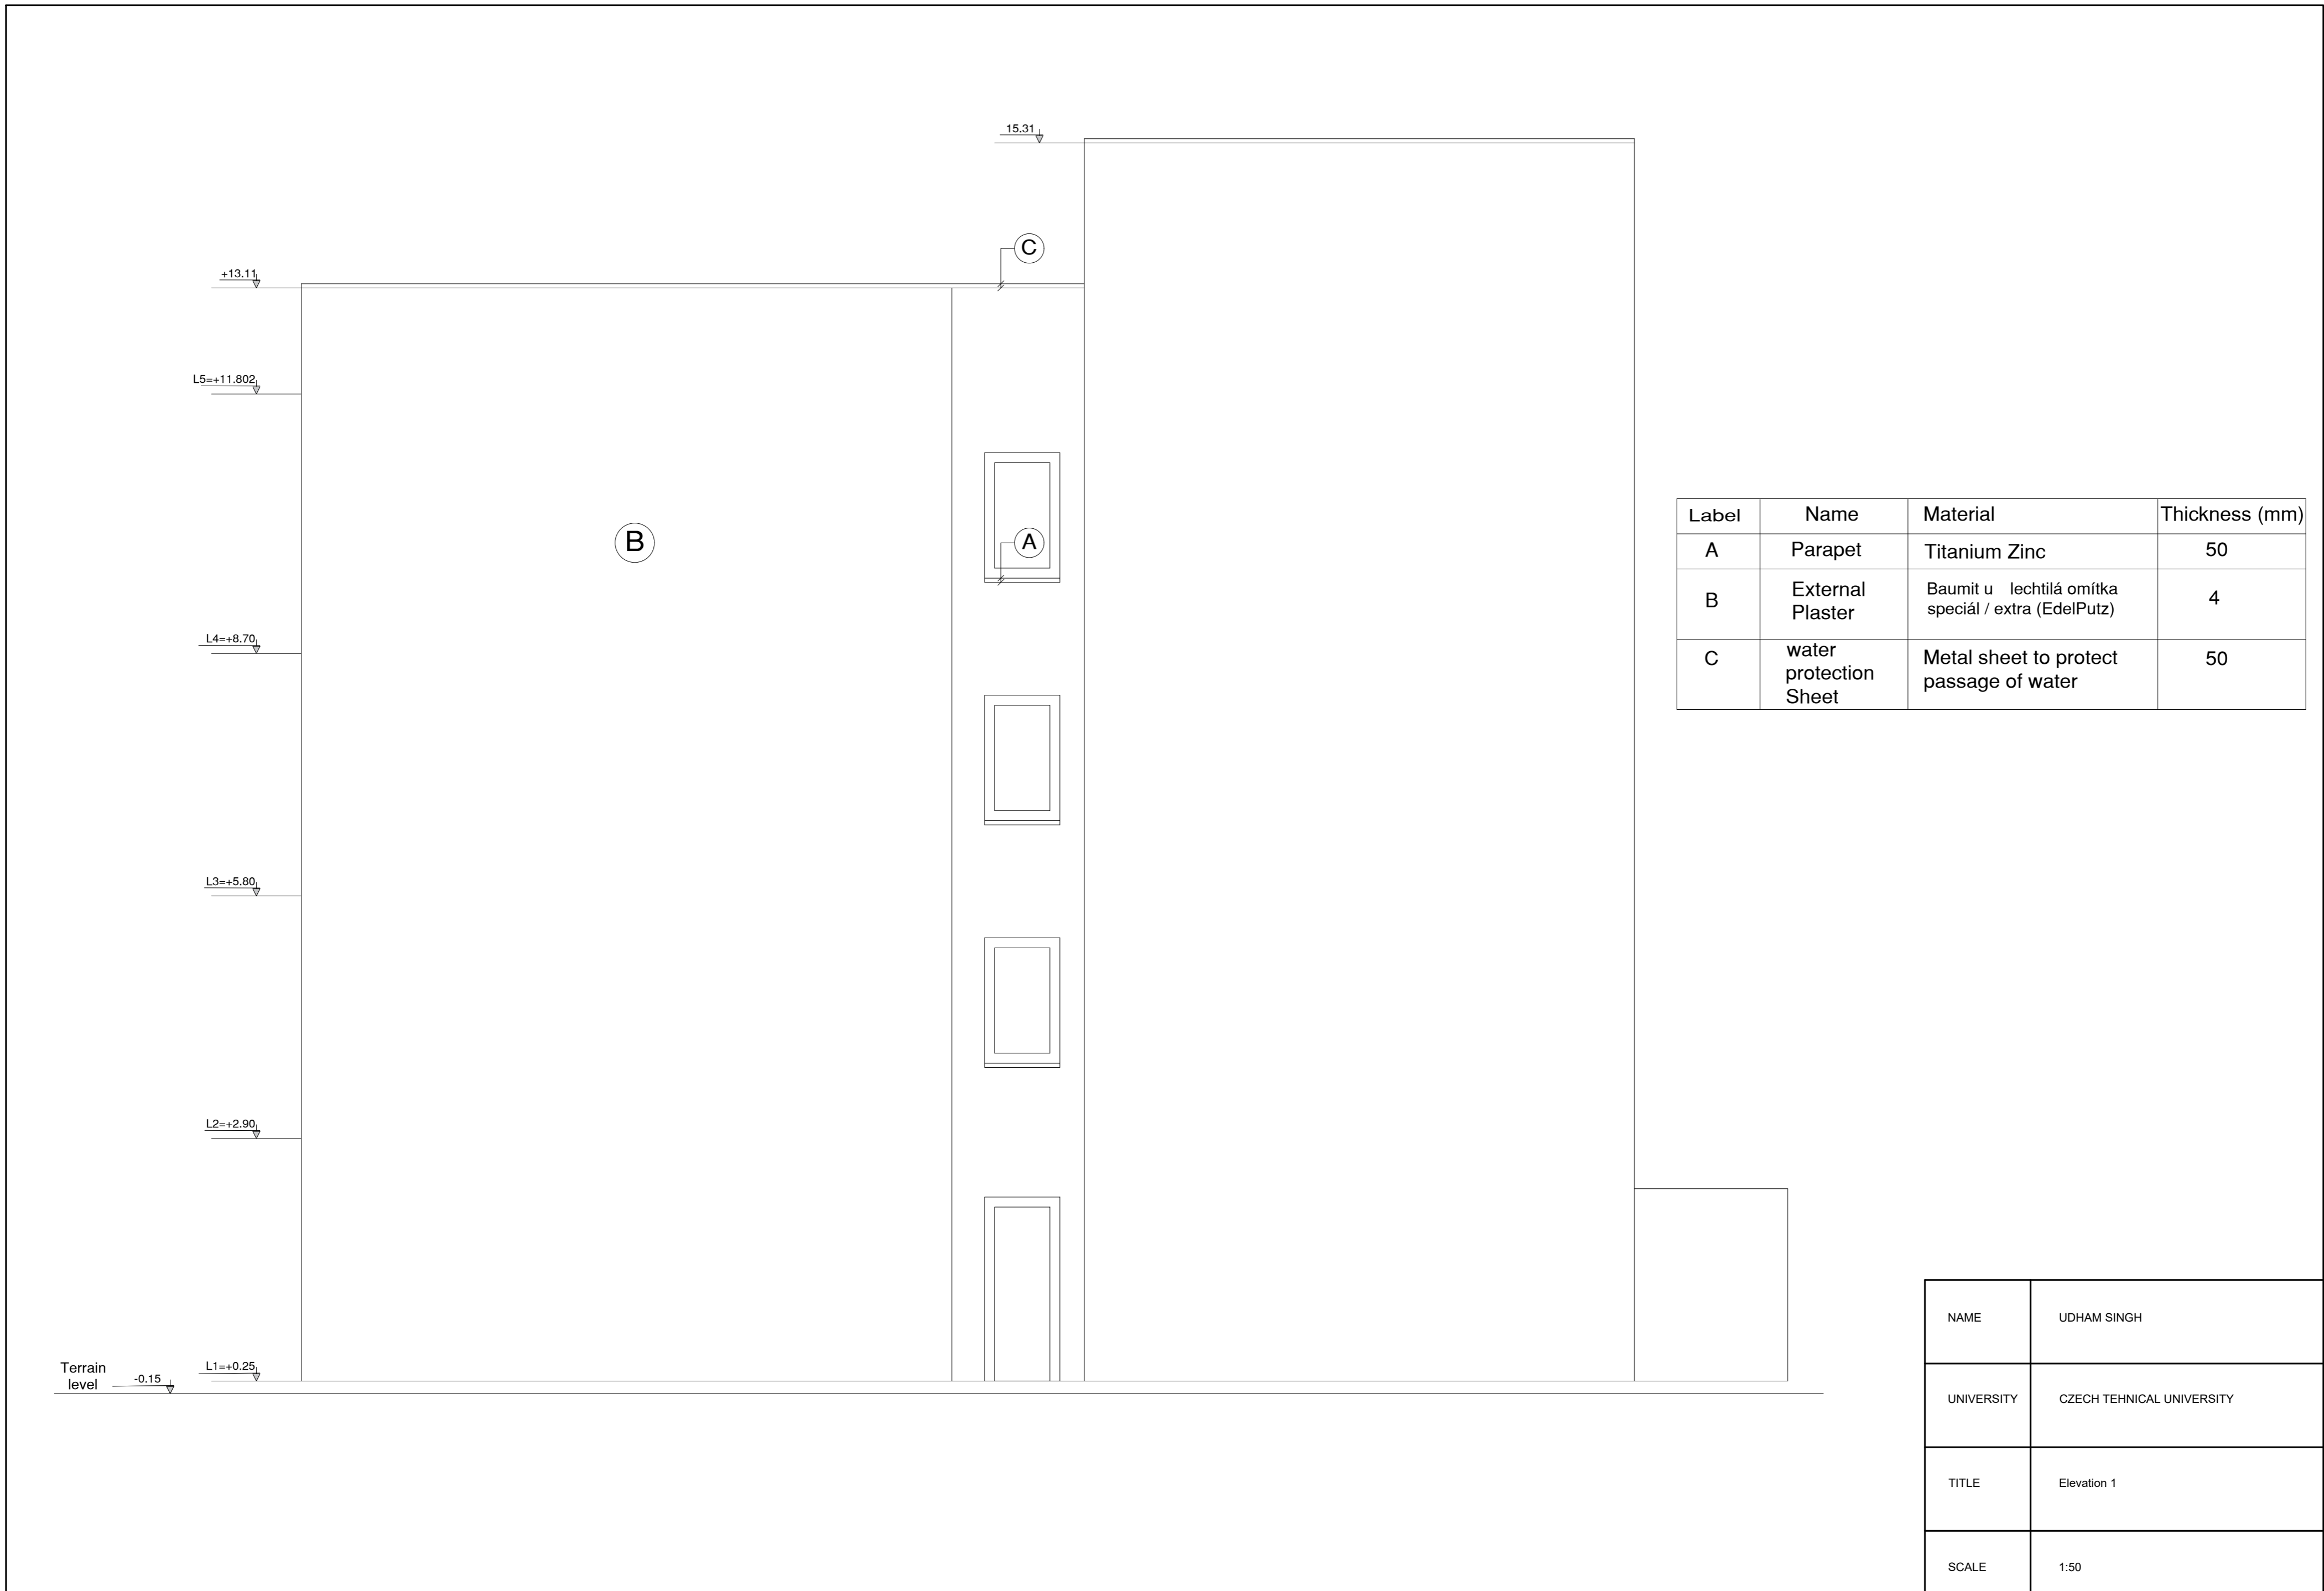 15.31
C
+13.11
L5=+11.802
B
A
L4=+8.70
L3=+5.80
L2=+2.90
Terrain
level
-0.15
L1=+0.25
Label Name Material Thickness (mm)
A Parapet Titanium Zinc 50
B External
Plaster
Baumit u lechtilá omítka
speciál / extra (EdelPutz)
4
C water
protection
Sheet
Metal sheet to protect
passage of water
50
NAME UDHAM SINGH
UNIVERSITY CZECH TEHNICAL UNIVERSITY
TITLE Elevation 1
SCALE 1:50